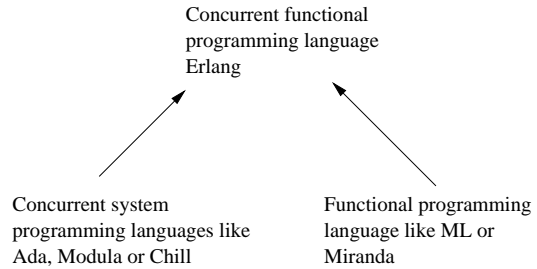 Concurrent functional
programming language
Erlang
Concurrent system
programming languages like
Ada, Modula or Chill
Functional programming
language like ML or
Miranda